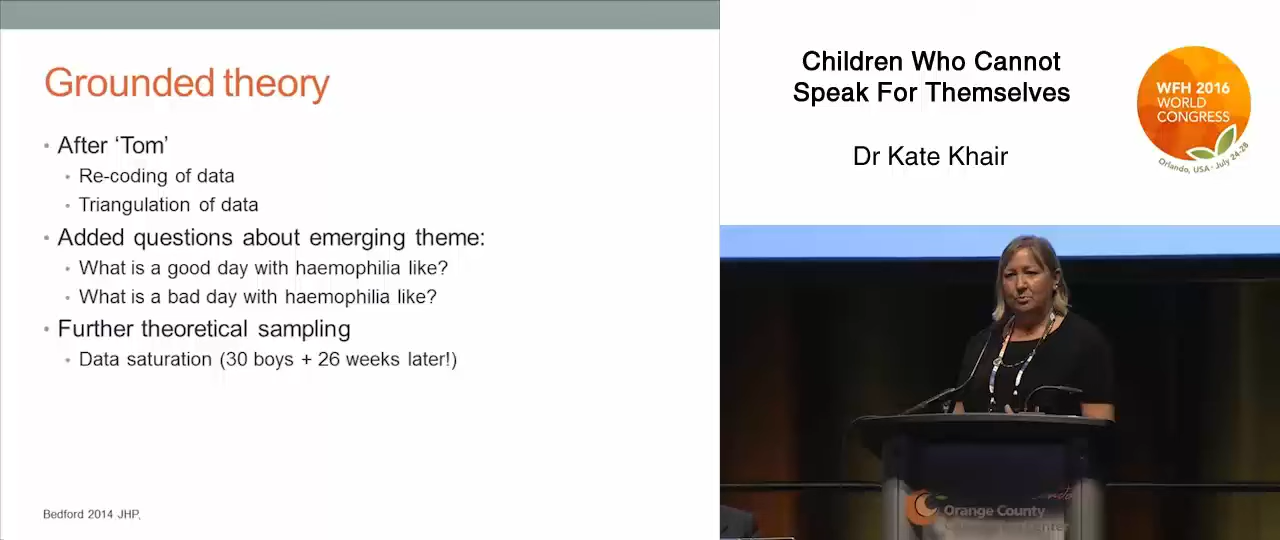 Grounded theory
• After ‘Tom’
• Re-coding of data
• Triangulation of data
• Added questions about emerging theme:
• What is a good day with haemophilia like?
• What is a bad day with haemophilia like?
• Further theoretical sampling
• Data saturation (30 boys + 26 weeks later!)
Bedford 2014 JHP.
Children Who Cannot
Speak For Themselves
Dr Kate Khair
WFH 2016
WORLD
CONGRESS
Orlando, USA · July 24-28
Orange County